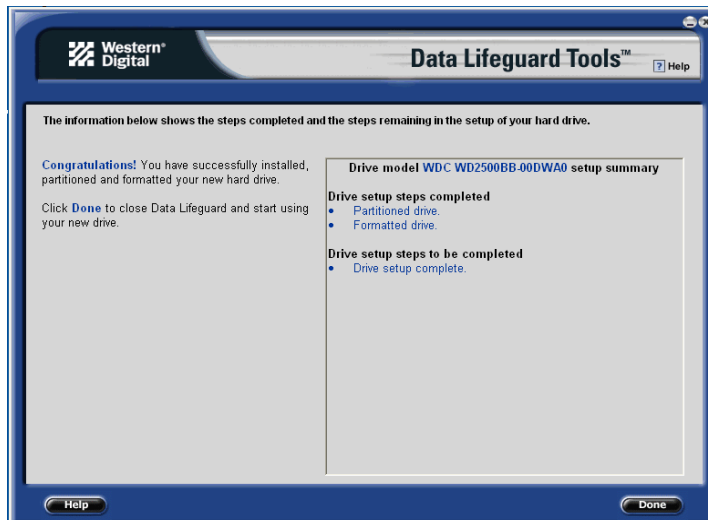 Western®
Digital
Data Lifeguard Tools™
? Help
The information below shows the steps completed and the steps remaining in the setup of your hard drive.
Congratulations! You have successfully installed,
partitioned and formatted your new hard drive.
Click Done to close Data Lifeguard and start using
your new drive.
Drive model WDC WD2500BB-00DWA0 setup summary
Drive setup steps completed
• Partitioned drive.
• Formatted drive.
Drive setup steps to be completed
• Drive setup complete.
Help
Done